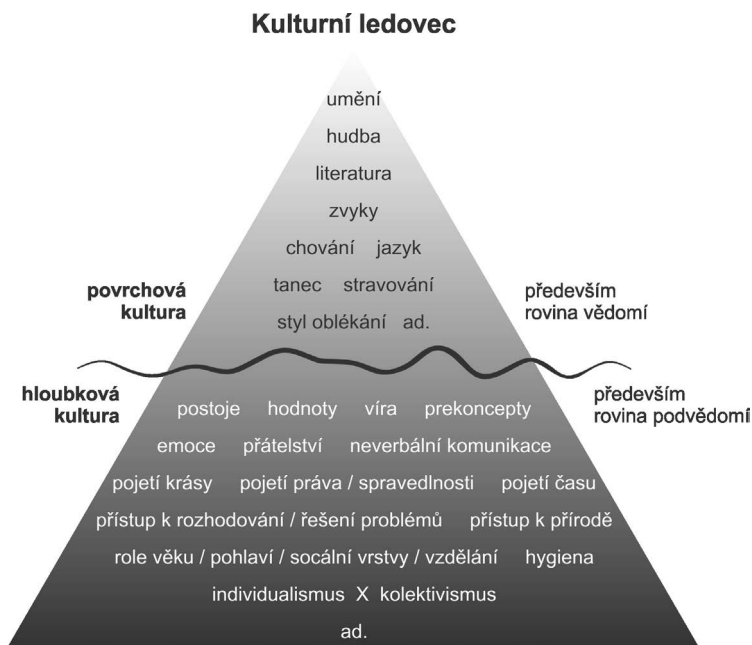 Kulturní ledovec
umění
hudba
literatura
zvyky
chování jazyk
tanec stravování
styl oblékání ad.
povrchová
kultura
především
rovina vědomí
hloubková
kultura
především
rovina podvědomí
postoje hodnoty víra prekoncepty
emoce přátelství neverbální komunikace
pojetí krásy pojetí práva / spravedlnosti pojetí času
přístup k rozhodování / řešení problémů přístup k přírodě
role věku / pohlaví / socální vrstvy / vzdělání hygiena
individualismus X kolektivismus
ad.